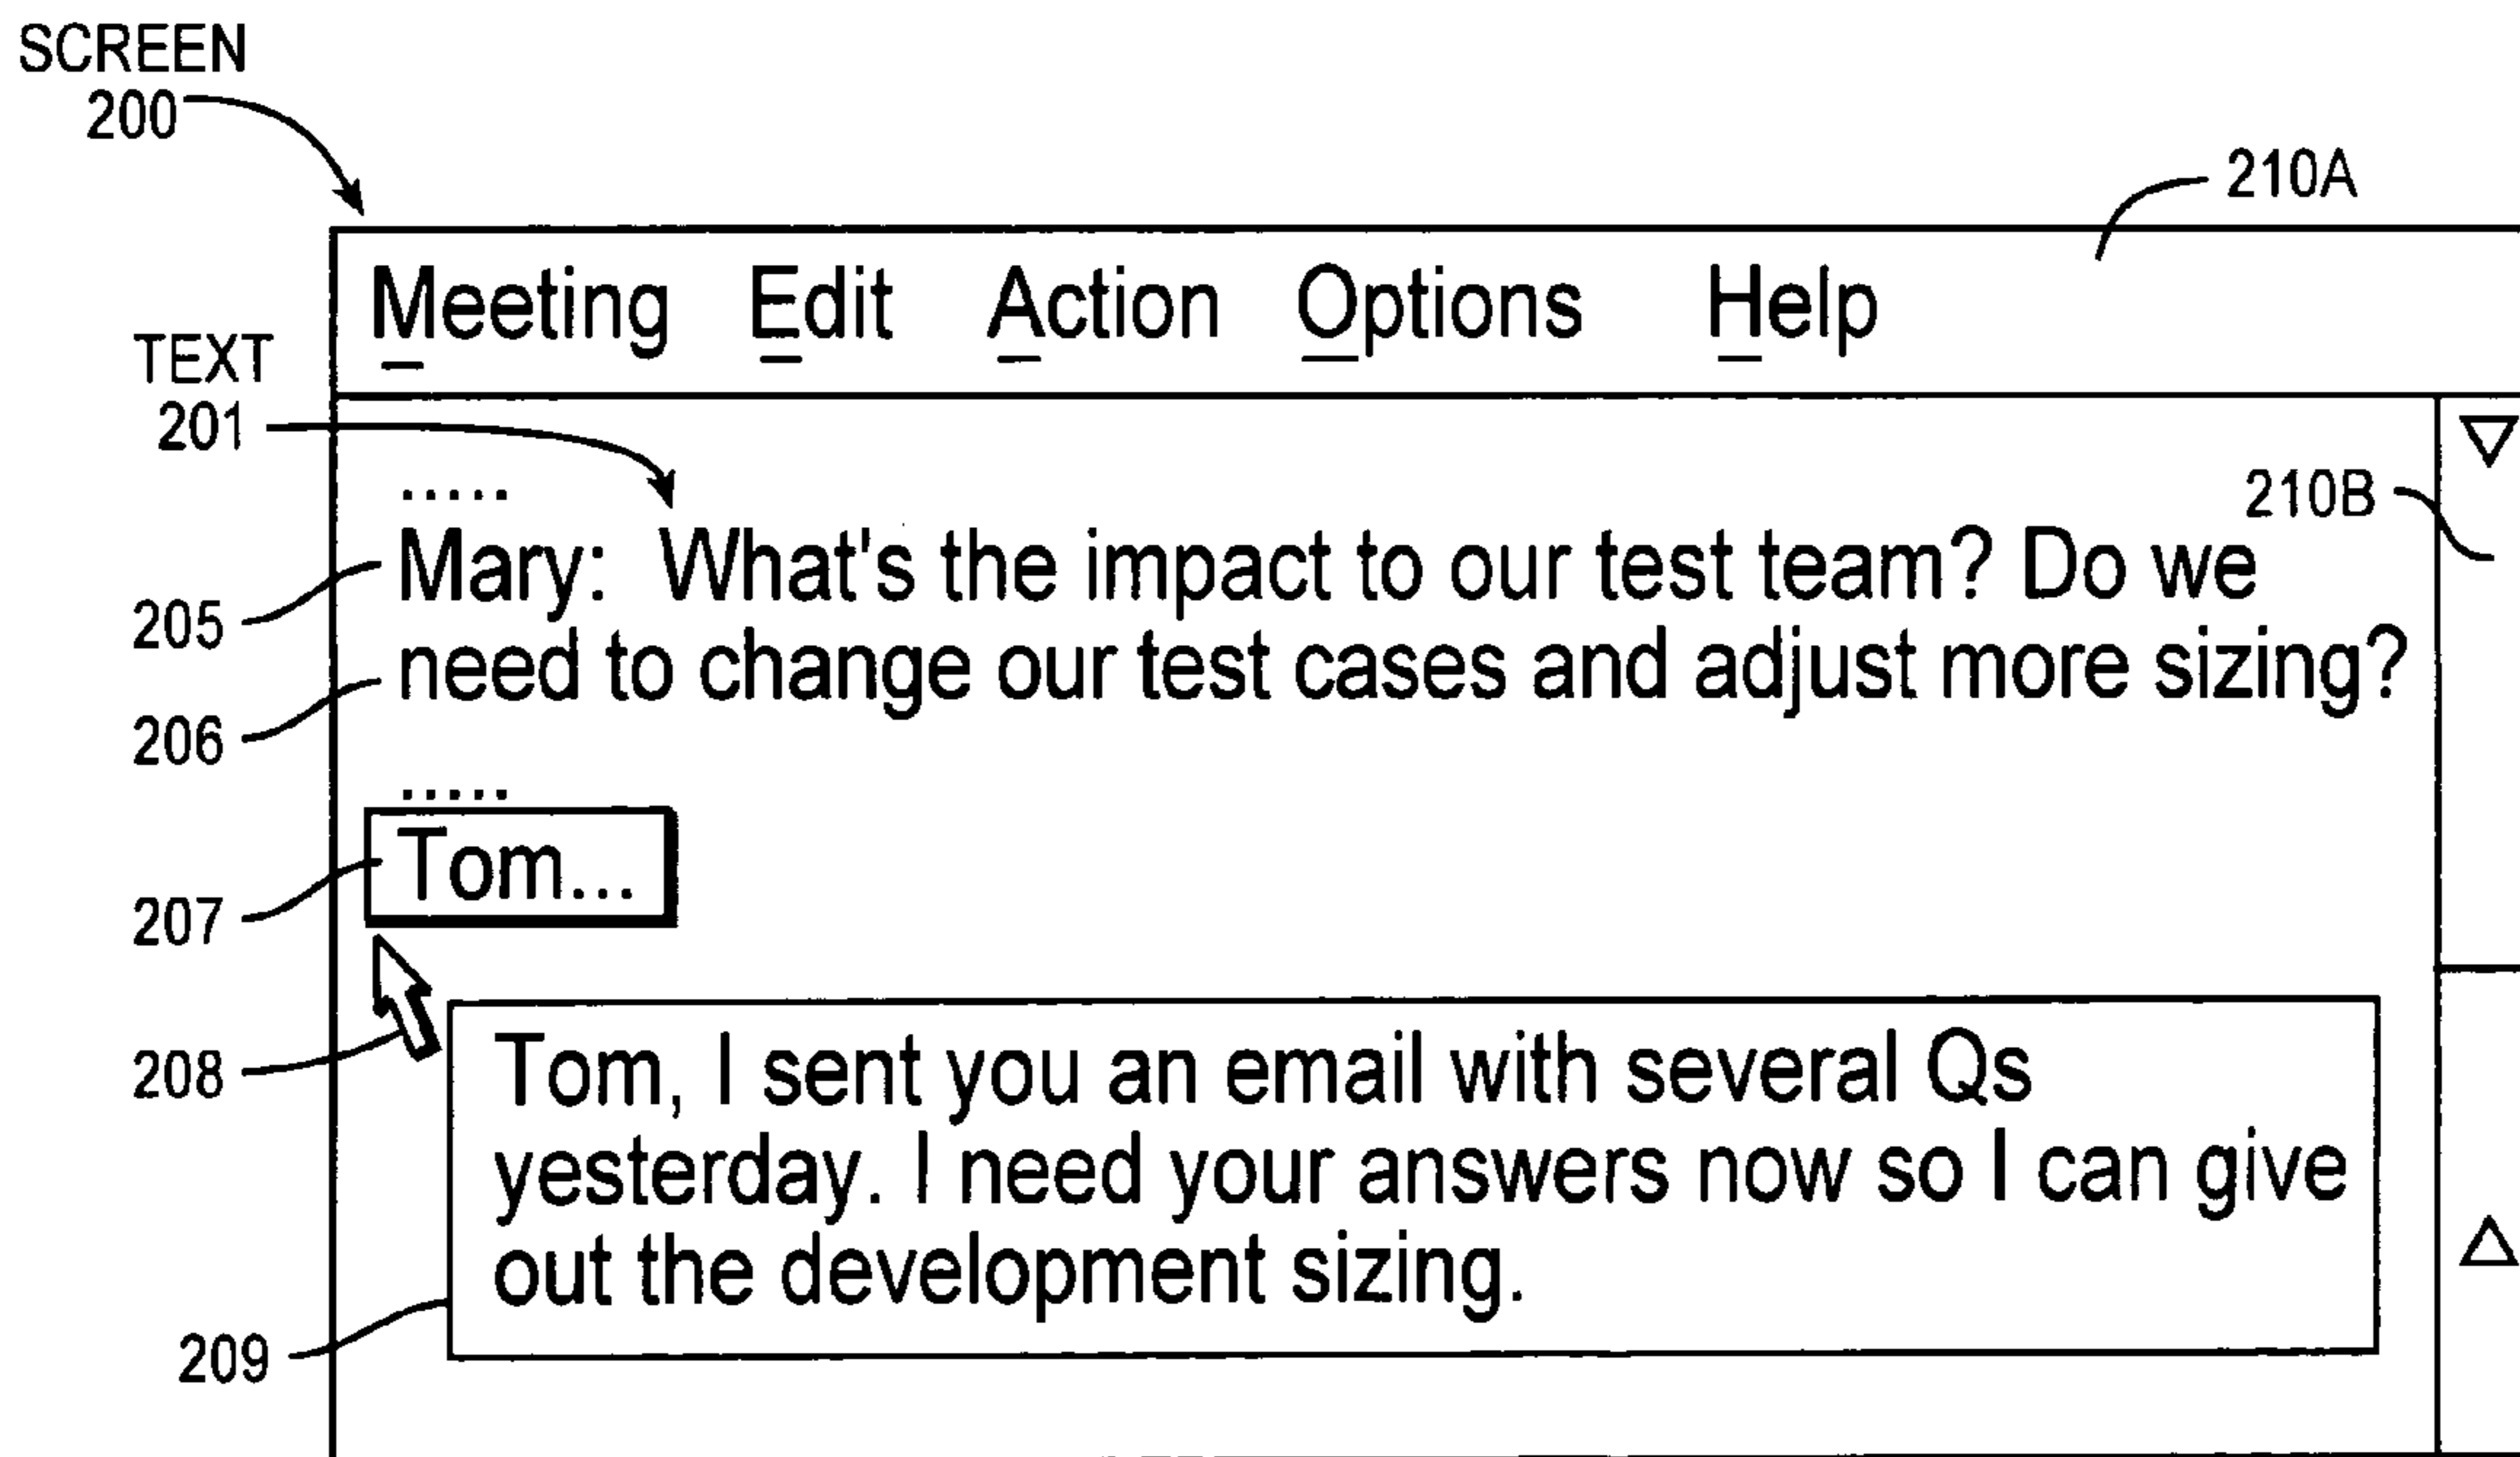 SCREEN
200
210A
Meeting Edit Action Options Help
TEXT
201
.....
210B
Mary: What's the impact to our test team? Do we
205
need to change our test cases and adjust more sizing?
206
.....
Tom...
207
208
Tom, I sent you an email with several Qs
yesterday. I need your answers now so I can give
out the development sizing.
209